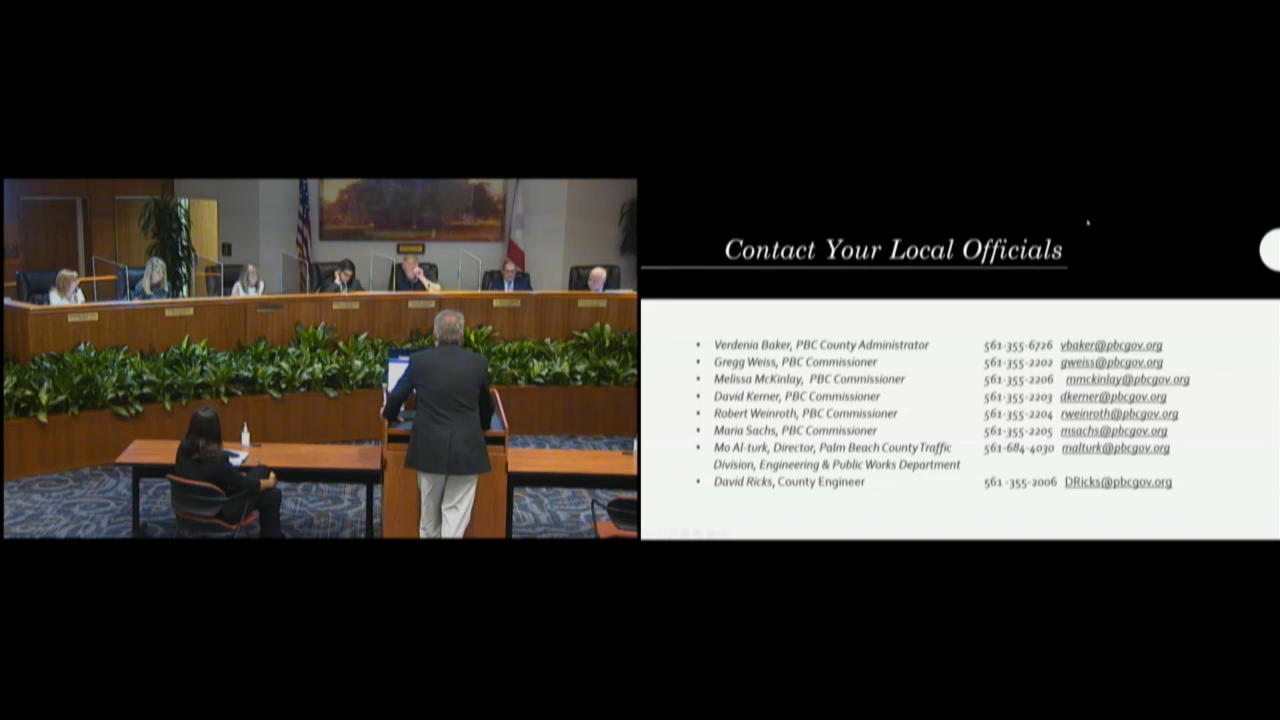 Contact Your Local Officials
• Verdenia Baker, PBC County Administrator 561-355-6726 vbaker@pbcgov.org
• Gregg Weiss, PBC Commissioner 561-355-2202 gweiss@pbcgov.org
• Melissa McKinlay, PBC Commissioner 561-355-2206 mmckinlay@pbcgov.org
• David Kerner, PBC Commissioner 561-355-2203 dkerner@pbcgov.org
• Robert Weinroth, PBC Commissioner 561-355-2204 rweinroth@pbcgov.org
• Maria Sachs, PBC Commissioner 561-355-2205 msachs@pbcgov.org
• Mo Al-turk, Director, Palm Beach County Traffic 561-684-4030 malturk@pbcgov.org
Division, Engineering & Public Works Department
• David Ricks, County Engineer 561 -355-2006 DRicks@pbcgov.org